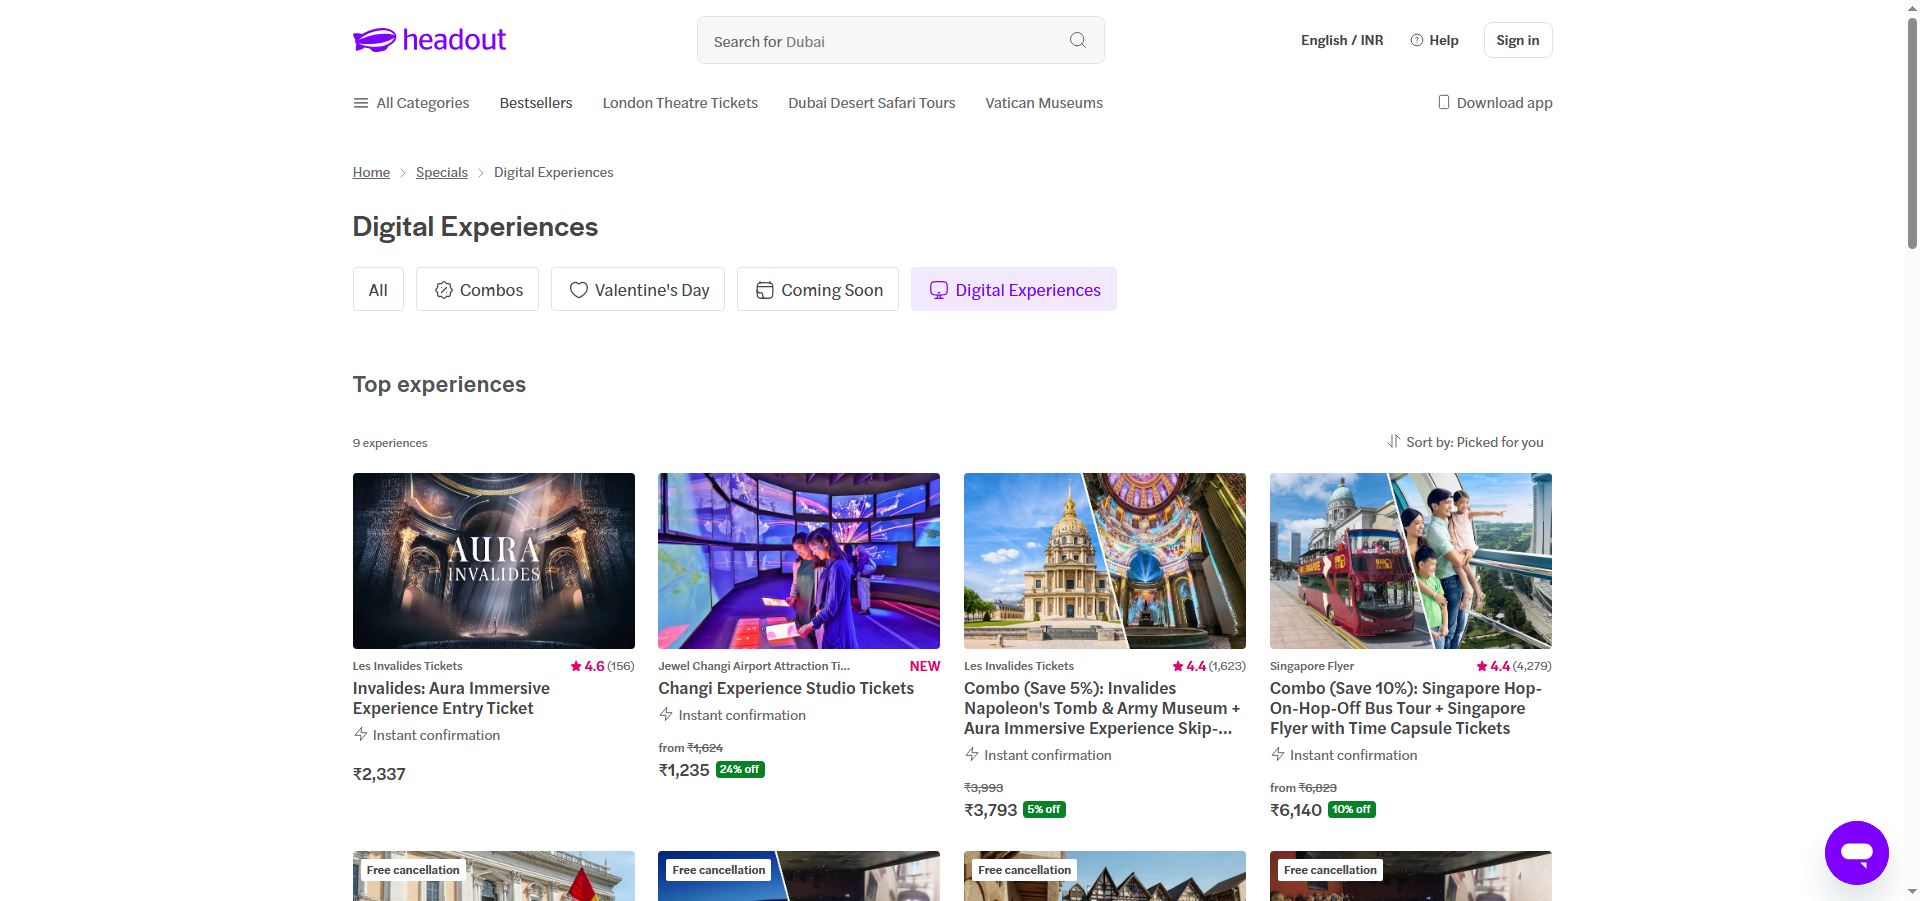 headout
Search for Dubai
English / INR
Help
Sign in
All Categories
Bestsellers
London Theatre Tickets
Dubai Desert Safari Tours
Vatican Museums
Download app
Home
Specials
Digital Experiences
Digital Experiences
All
Combos
Valentine's Day
Coming Soon
Digital Experiences
Top experiences
9 experiences
Sort by: Picked for you
AURA
INVALIDES
Les Invalides Tickets
4.6 (156)
Invalides: Aura Immersive
Experience Entry Ticket
Instant confirmation
₹2,337
Jewel Changi Airport Attraction Ti...
NEW
Changi Experience Studio Tickets
Instant confirmation
from ₹1,624
₹1,235 24% off
Les Invalides Tickets
4.4 (1,623)
Combo (Save 5%): Invalides
Napoleon's Tomb & Army Museum +
Aura Immersive Experience Skip-...
Instant confirmation
₹3,993
₹3,793 5% off
Singapore Flyer
4.4 (4,279)
Combo (Save 10%): Singapore Hop-
On-Hop-Off Bus Tour + Singapore
Flyer with Time Capsule Tickets
Instant confirmation
from ₹6,823
₹6,140 10% off
Free cancellation
Free cancellation
Free cancellation
Free cancellation